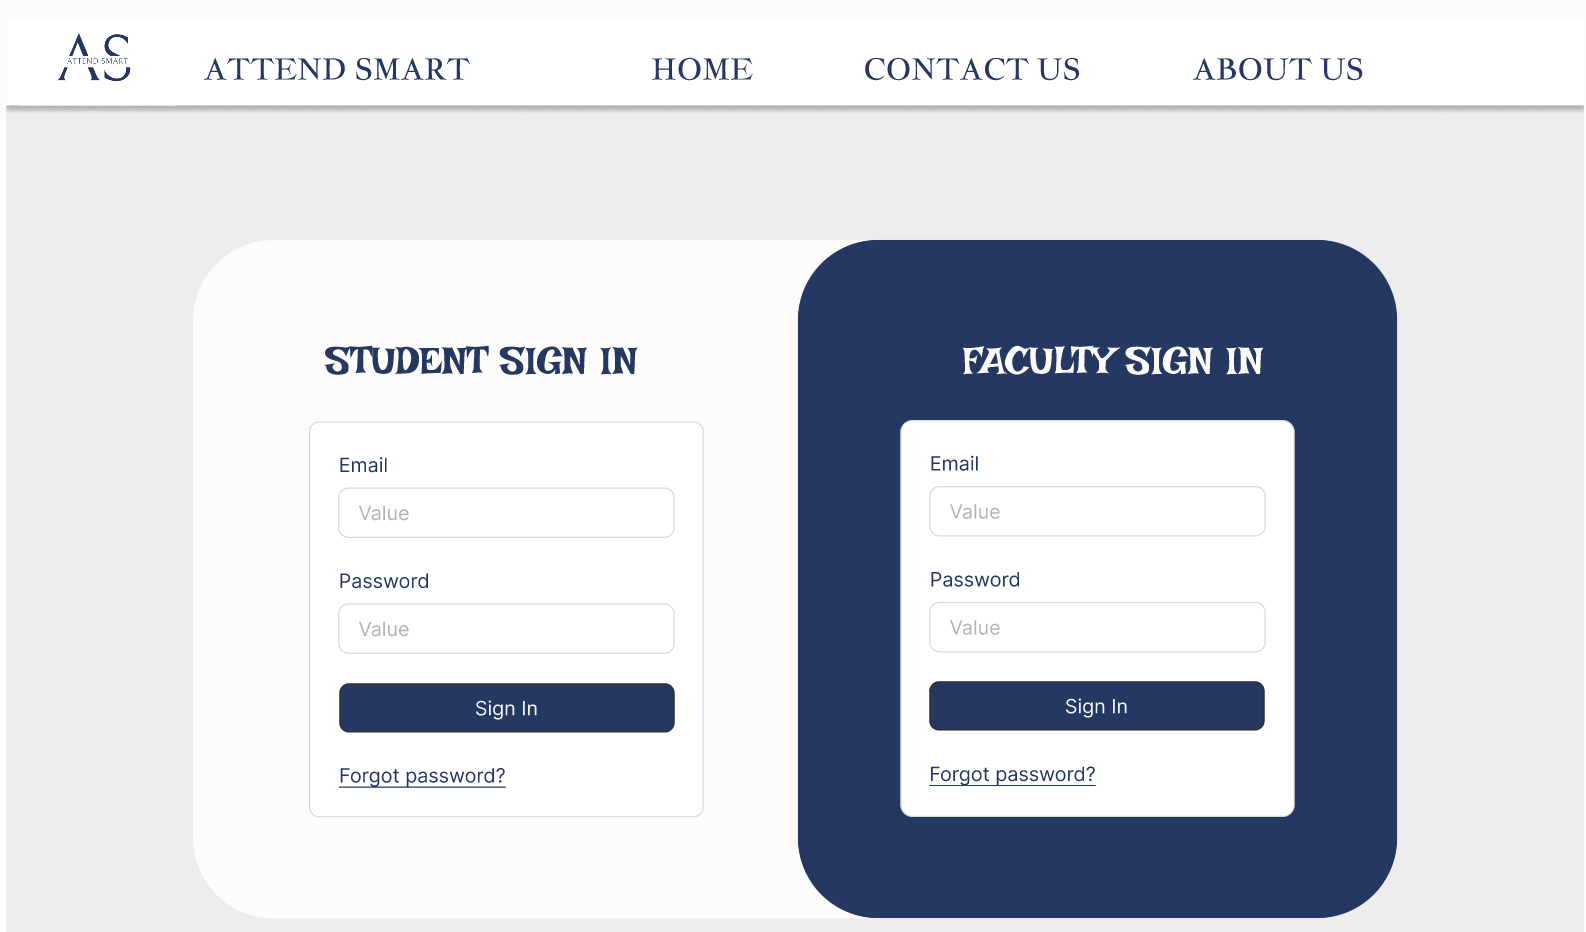 AS
ATTEND SMART
ATTEND SMART
HOME
CONTACT US
ABOUT US
STUDENT SIGN IN
Email
Value
Password
Value
Sign In
Forgot password?
FACULTY SIGN IN
Email
Value
Password
Value
Sign In
Forgot password?